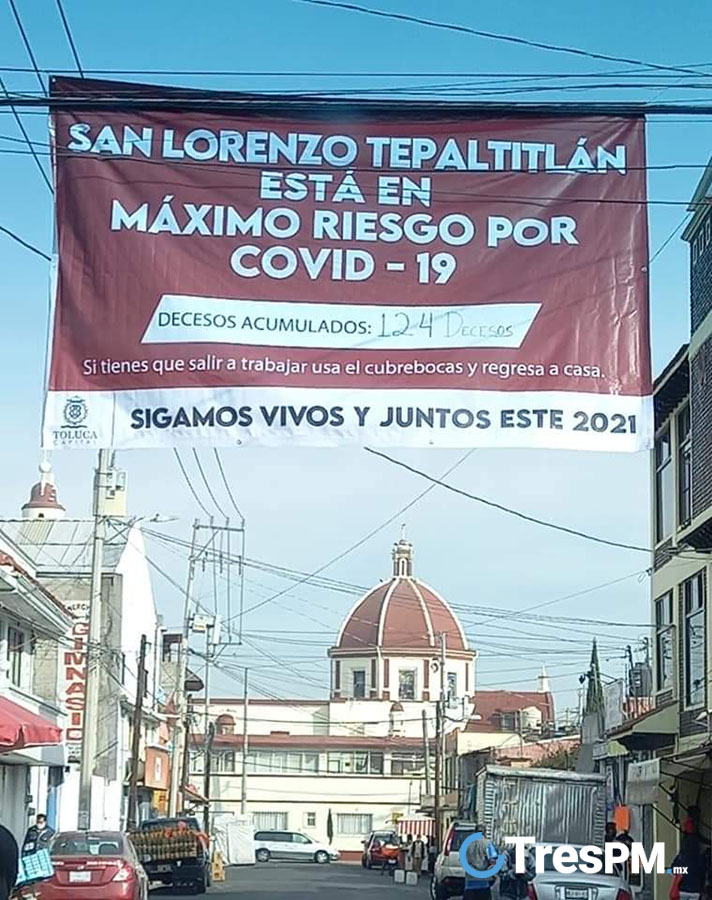 SAN LORENZO TEPALTITLÁN
ESTÁ EN
MÁXIMO RIESGO POR
COVID - 19
DECESOS ACUMULADOS: 124 DECESOS
Si tienes que salir a trabajar usa el cubrebocas y regresa a casa.
TOLUCA
CAPITAL
SIGAMOS VIVOS Y JUNTOS ESTE 2021
GIMNASIO
TresPM.mx